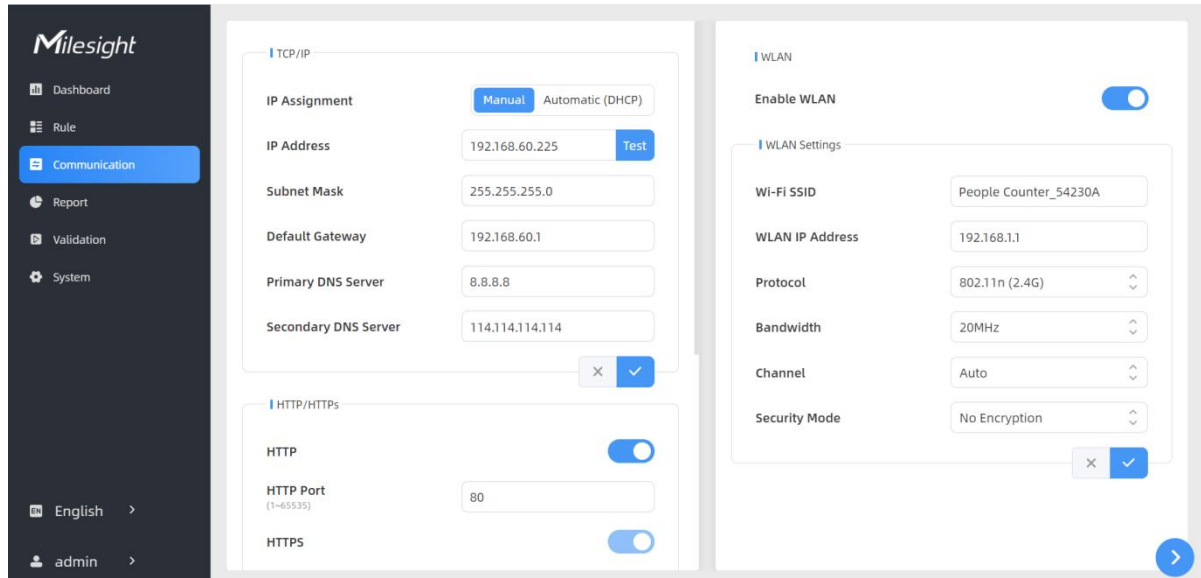 Milesight
Dashboard
Rule
Communication
Report
Validation
System
EN English
admin
TCP/IP
IP Assignment Manual Automatic (DHCP)
IP Address 192.168.60.225 Test
Subnet Mask 255.255.255.0
Default Gateway 192.168.60.1
Primary DNS Server 8.8.8.8
Secondary DNS Server 114.114.114.114
HTTP/HTTPs
HTTP
HTTP Port 80
(1~65535)
HTTPS
WLAN
Enable WLAN
WLAN Settings
Wi-Fi SSID People Counter_54230A
WLAN IP Address 192.168.1.1
Protocol 802.11n (2.4G)
Bandwidth 20MHz
Channel Auto
Security Mode No Encryption